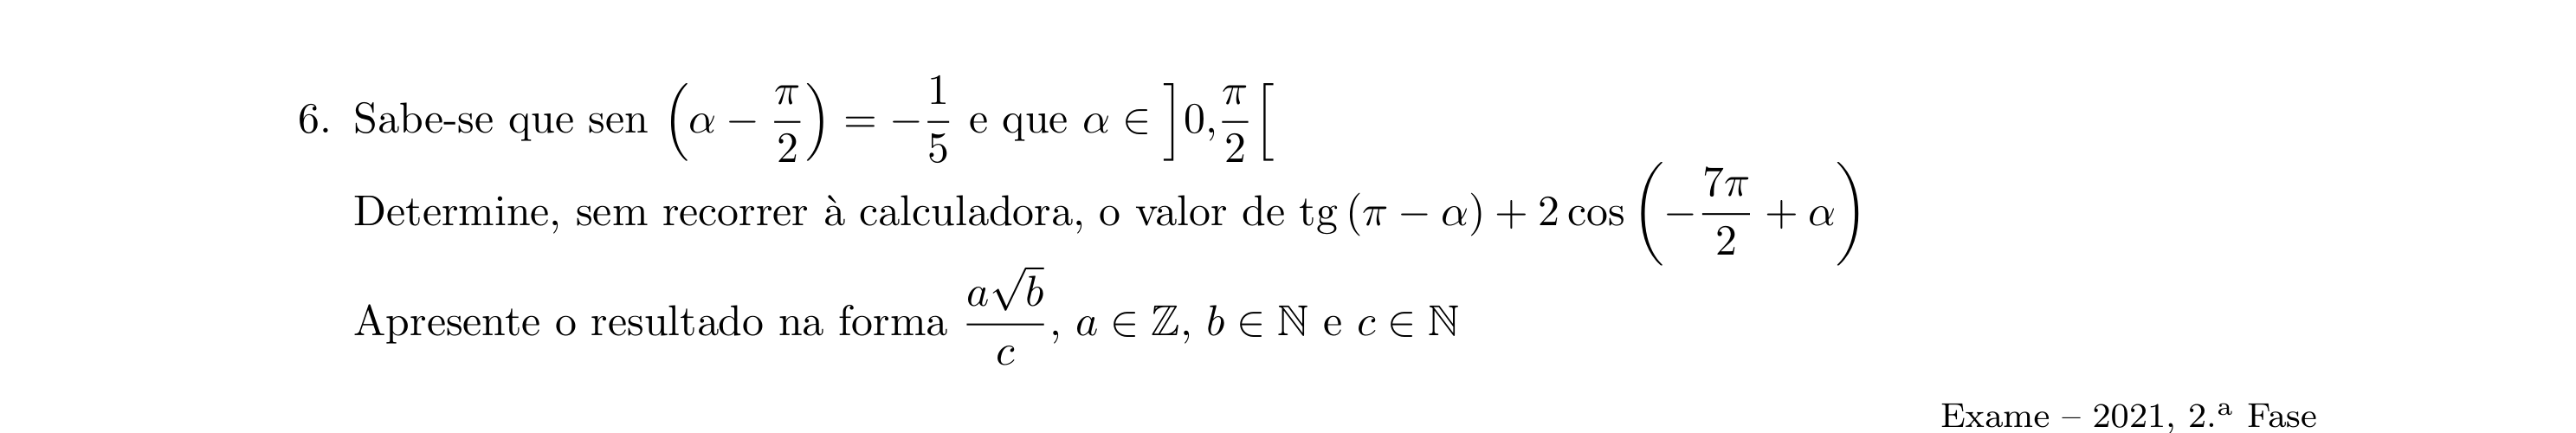 6. Sabe-se que sen (α − π/2) = −1/5 e que α ∈ ]0,π/2[
Determine, sem recorrer à calculadora, o valor de tg (π − α) + 2 cos (−7π/2 + α)
Apresente o resultado na forma a√b/c, a ∈ ℤ, b ∈ ℕ e c ∈ ℕ
Exame – 2021, 2.ª Fase